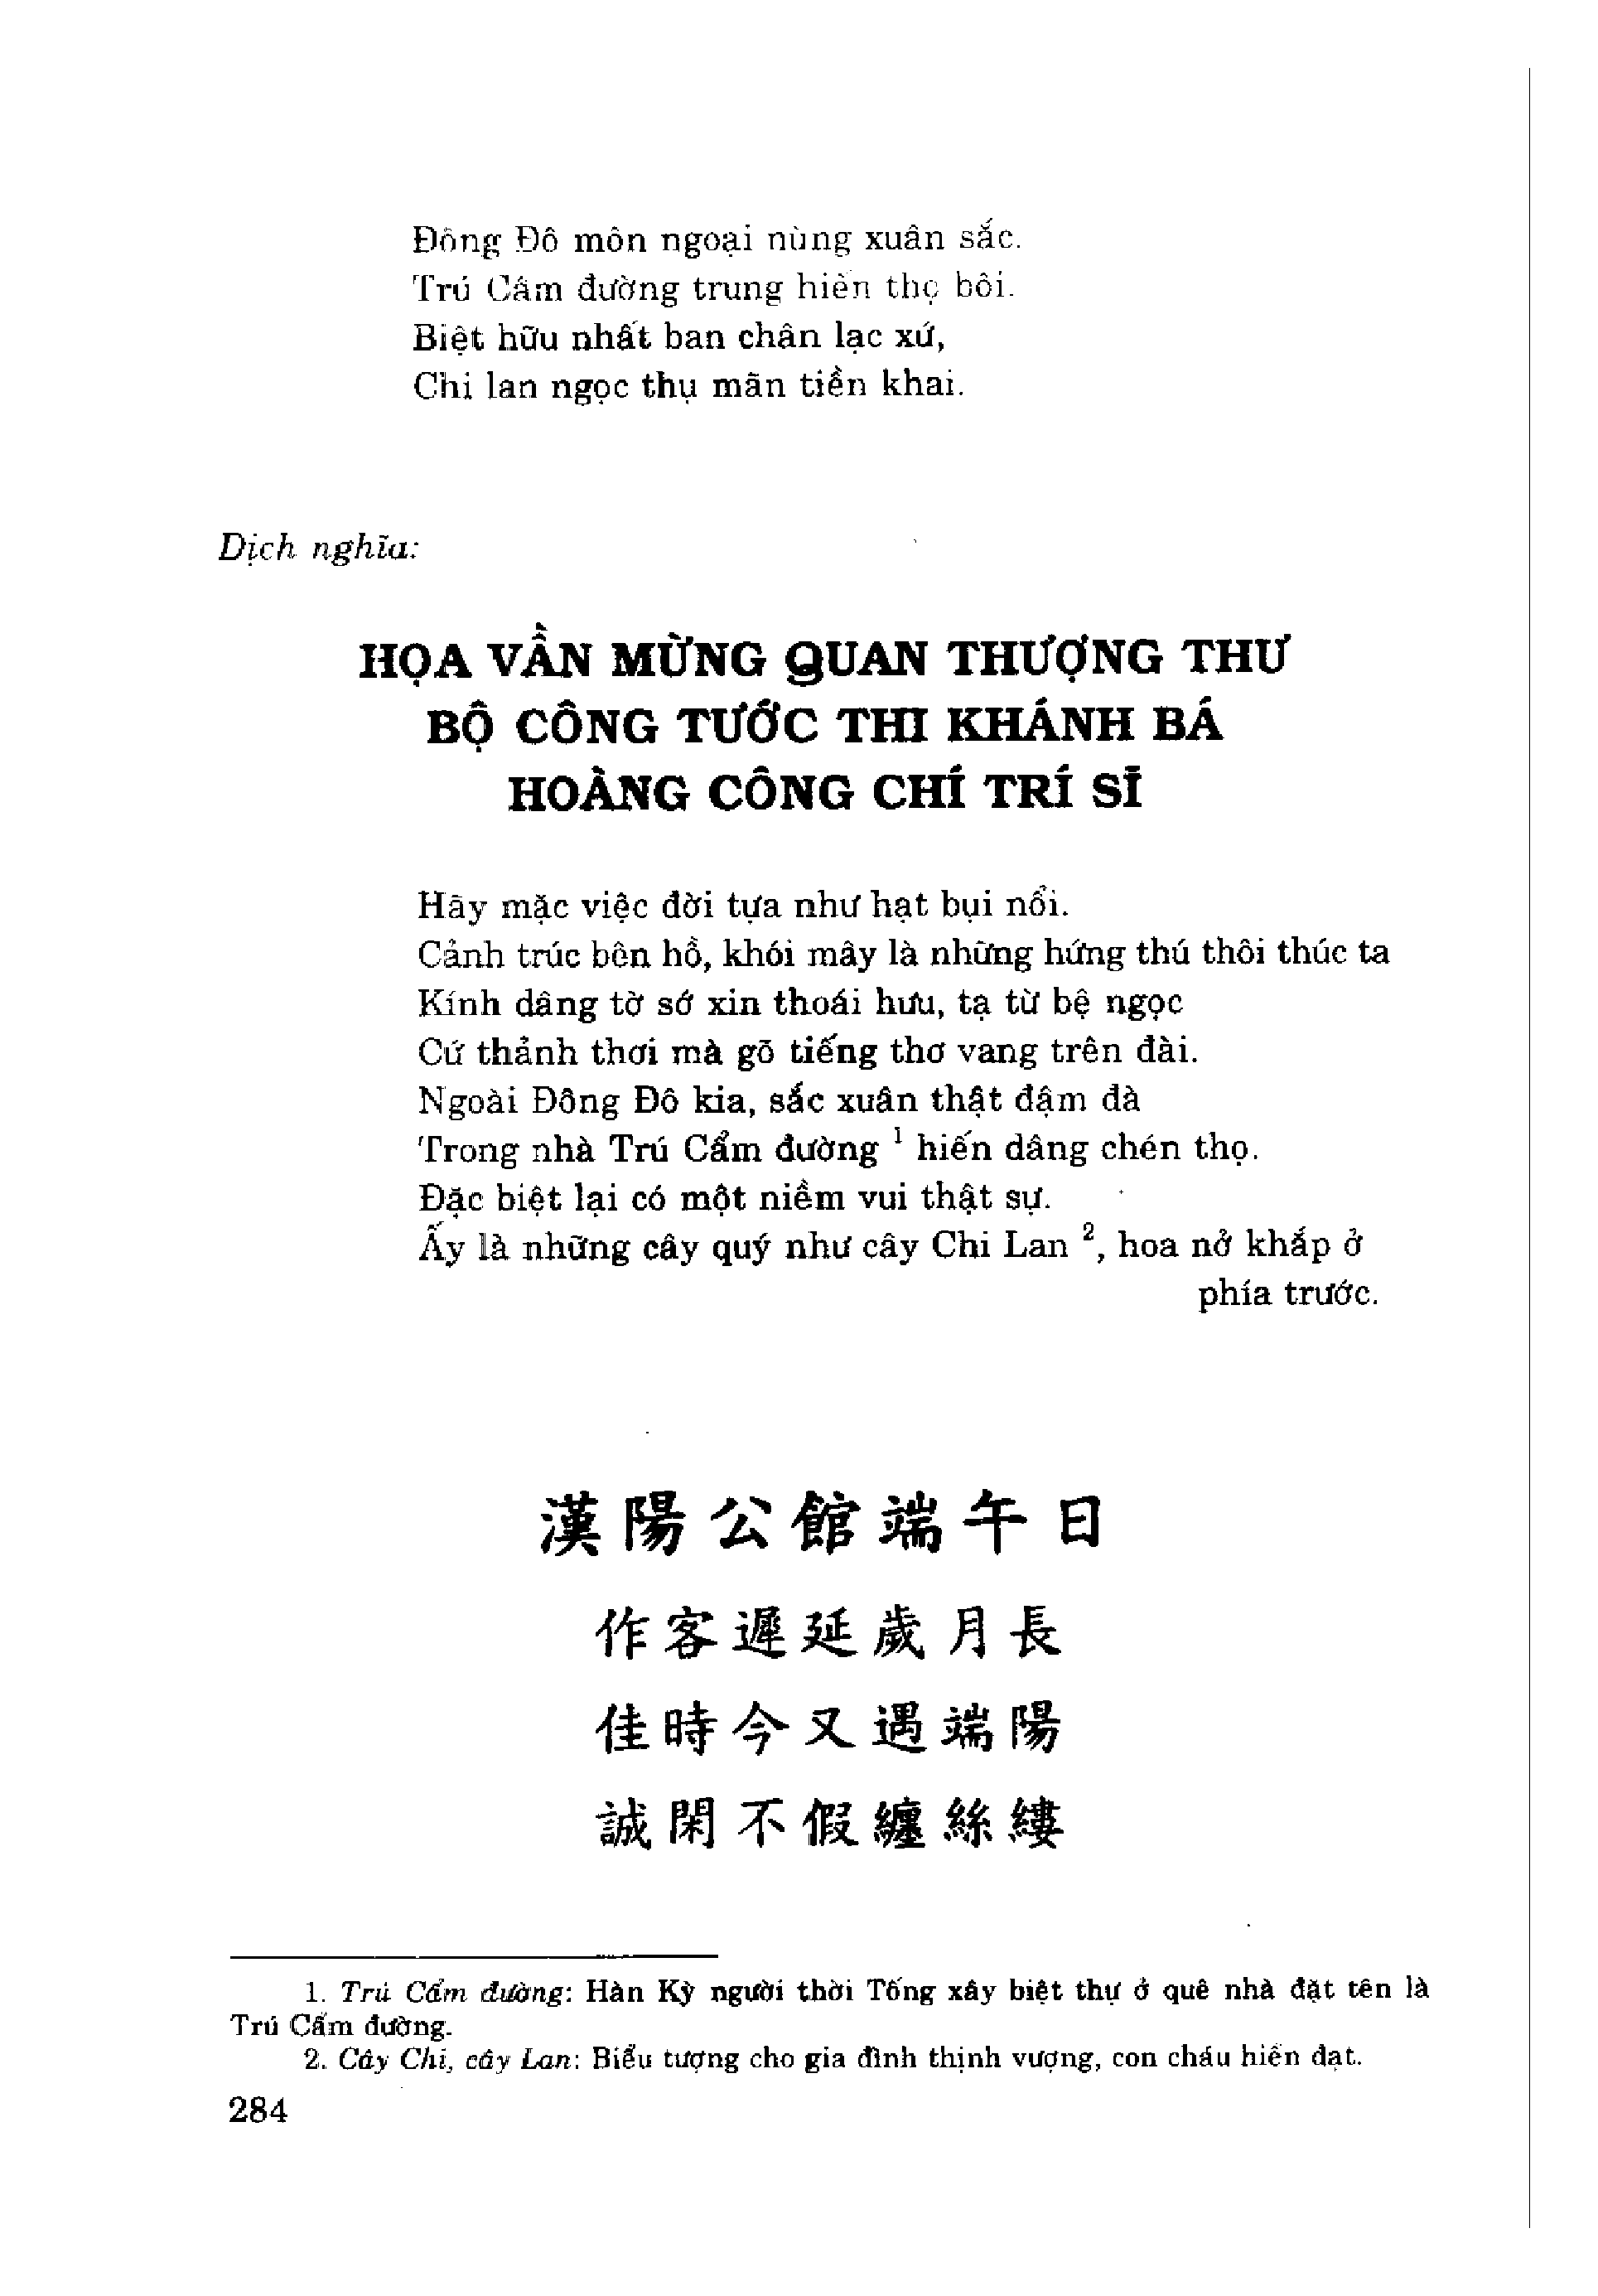 Đông Đô môn ngoại nùng xuân sắc.
Trú Cẩm đường trung hiến thọ bôi.
Biệt hữu nhất ban chân lạc xứ,
Chi lan ngọc thụ mãn tiền khai.
Dịch nghĩa:
HỌA VẦN MỪNG QUAN THƯỢNG THƯ
BỘ CÔNG TƯỚC THI KHÁNH BÁ
HOÀNG CÔNG CHÍ TRÍ SĨ
Hãy mặc việc đời tựa như hạt bụi nổi.
Cảnh trúc bên hồ, khói mây là những hứng thú thôi thúc ta
Kính dâng tờ sớ xin thoái hưu, tạ từ bệ ngọc
Cứ thảnh thơi mà gõ tiếng thơ vang trên đài.
Ngoài Đông Đô kia, sắc xuân thật đậm đà
Trong nhà Trú Cẩm đường 1 hiến dâng chén thọ.
Đặc biệt lại có một niềm vui thật sự.
Ấy là những cây quý như cây Chi Lan 2, hoa nở khắp ở
phía trước.
漢陽公館端午日
作客遲延歲月長
佳時今又遇端陽
誠閑不假纏絲縷
1. Trú Cẩm đường: Hàn Kỳ người thời Tống xây biệt thự ở quê nhà đặt tên là
Trú Cẩm đường.
2. Cây Chi, cây Lan: Biểu tượng cho gia đình thịnh vượng, con cháu hiển đạt.
284